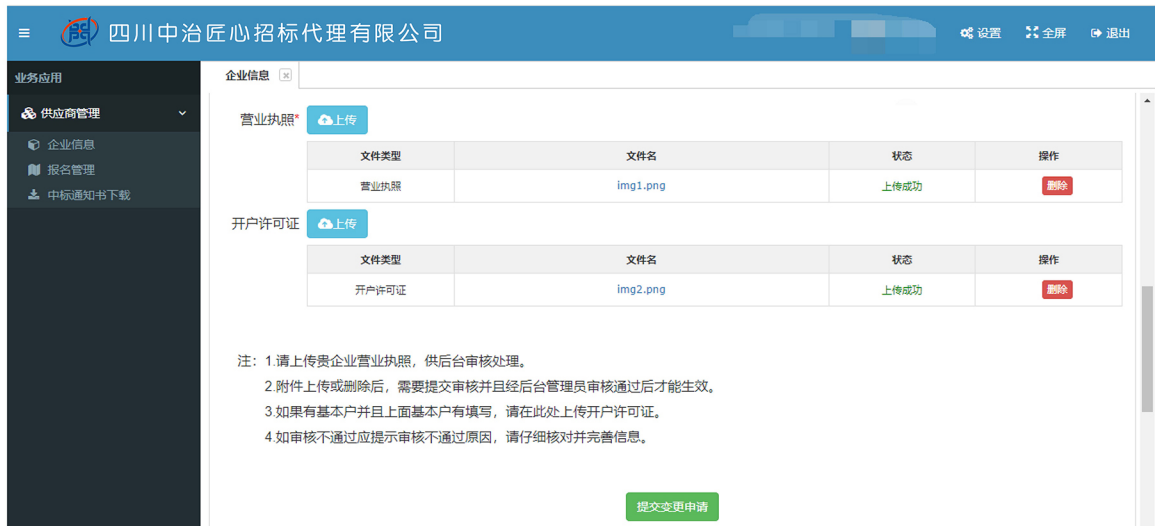 四川中治匠心招标代理有限公司
设置 全屏 退出
业务应用
企业信息
供应商管理
企业信息
报名管理
中标通知书下载
营业执照* 上传
文件类型 文件名 状态 操作
营业执照 img1.png 上传成功 删除
开户许可证 上传
文件类型 文件名 状态 操作
开户许可证 img2.png 上传成功 删除
注：1.请上传贵企业营业执照，供后台审核处理。
2.附件上传或删除后，需要提交审核并且经后台管理员审核通过后才能生效。
3.如果有基本户并且上面基本户有填写，请在此处上传开户许可证。
4.如审核不通过应提示审核不通过原因，请仔细核对并完善信息。
提交变更申请